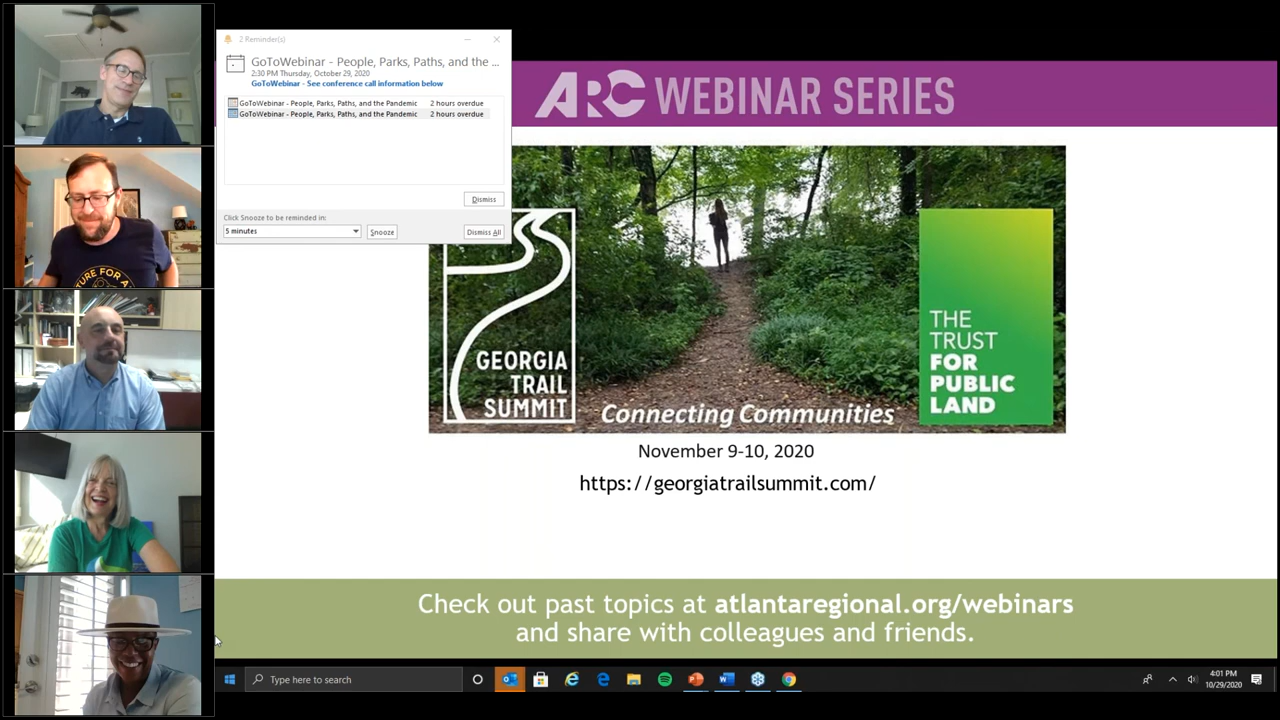 2 Reminder(s)
GoToWebinar - People, Parks, Paths, and the ...
2:30 PM Thursday, October 29, 2020
GoToWebinar - See conference call information below
GoToWebinar - People, Parks, Paths, and the Pandemic 2 hours overdue
GoToWebinar - People, Parks, Paths, and the Pandemic 2 hours overdue
Dismiss
Click Snooze to be reminded in:
5 minutes
Snooze
Dismiss All
ARC WEBINAR SERIES
GEORGIA
TRAIL
SUMMIT
Connecting Communities
THE
TRUST
FOR
PUBLIC
LAND
November 9-10, 2020
https://georgiatrailsummit.com/
Check out past topics at atlantaregional.org/webinars
and share with colleagues and friends.
Type here to search
4:01 PM
10/29/2020